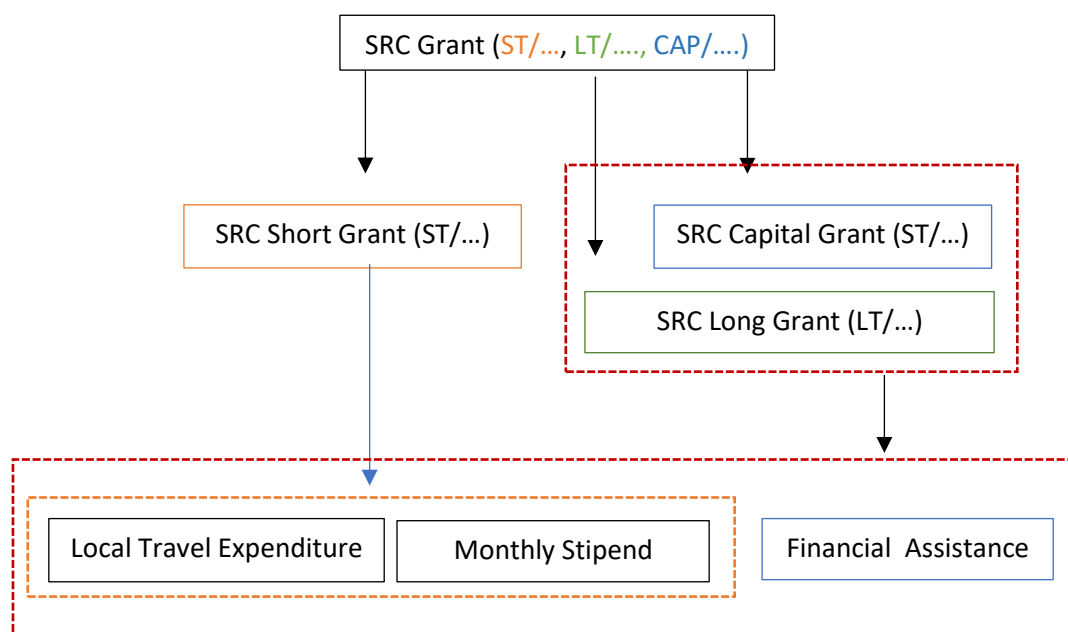 SRC Grant (ST/…, LT/…., CAP/….)
SRC Short Grant (ST/…)
SRC Capital Grant (ST/…)
SRC Long Grant (LT/…)
Local Travel Expenditure
Monthly Stipend
Financial Assistance